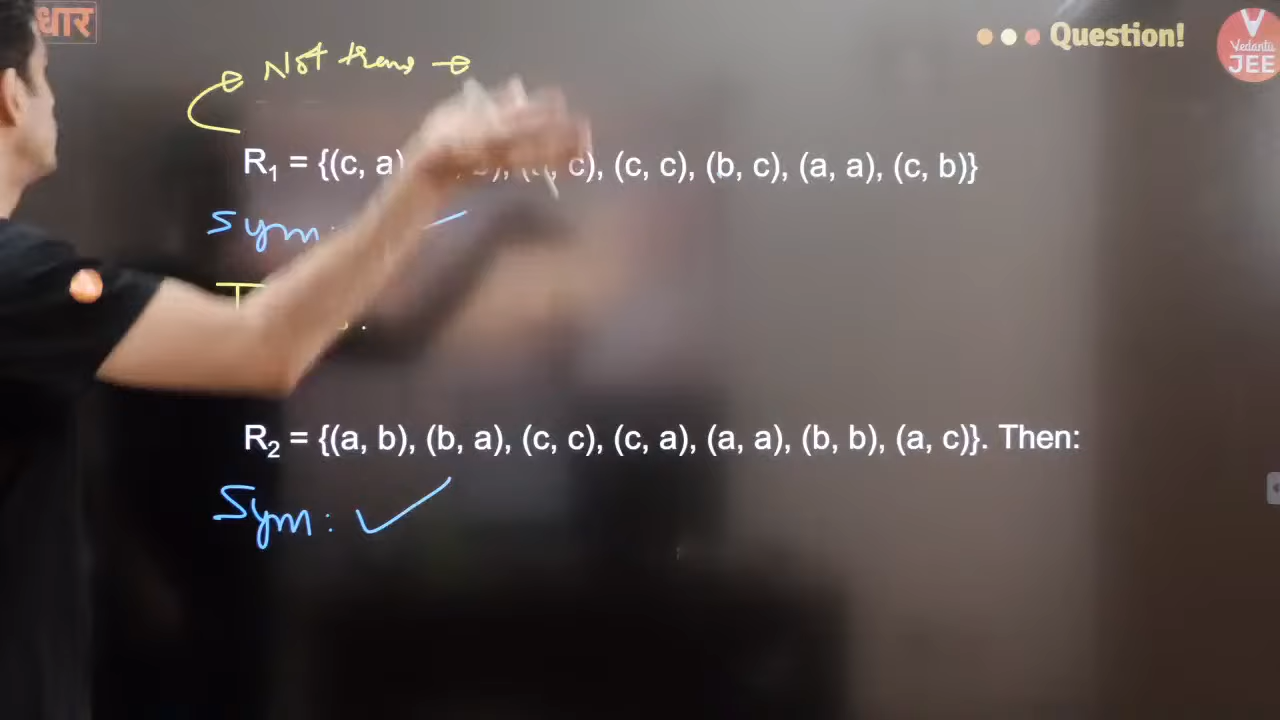 धार
Question!
Vedantu
JEE
Not trans
R₁ = {(c, a) c), (c, c), (b, c), (a, a), (c, b)}
Sym:
R₂ = {(a, b), (b, a), (c, c), (c, a), (a, a), (b, b), (a, c)}. Then:
Sym: